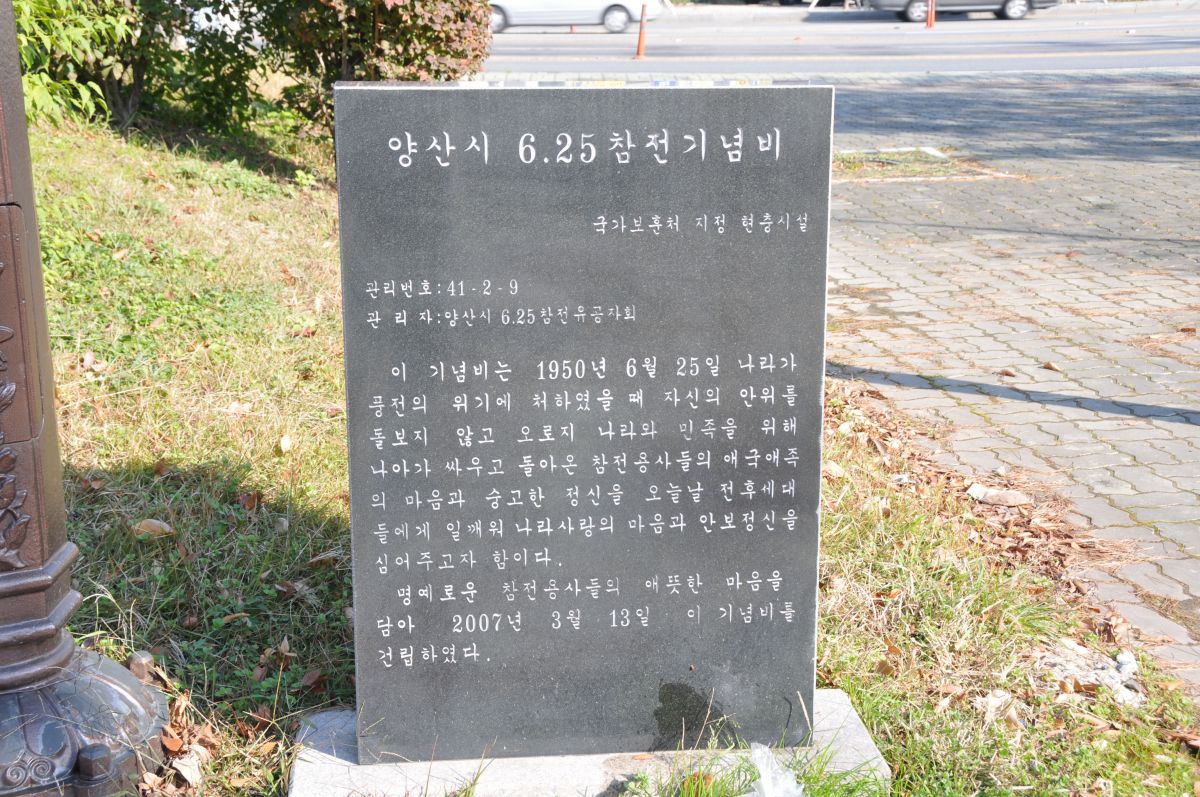 양산시 6.25참전기념비
국가보훈처 지정 현충시설
관리번호:41-2-9
관 리 자:양산시 6.25참전유공자회
이 기념비는 1950년 6월 25일 나라가
풍전의 위기에 처하였을 때 자신의 안위를
돌보지 않고 오로지 나라와 민족을 위해
나아가 싸우고 돌아온 참전용사들의 애국애족
의 마음과 숭고한 정신을 오늘날 전후세대
들에게 일깨워 나라사랑의 마음과 안보정신을
심어주고자 함이다.
명예로운 참전용사들의 애뜻한 마음을
담아 2007년 3월 13일 이 기념비를
건립하였다.